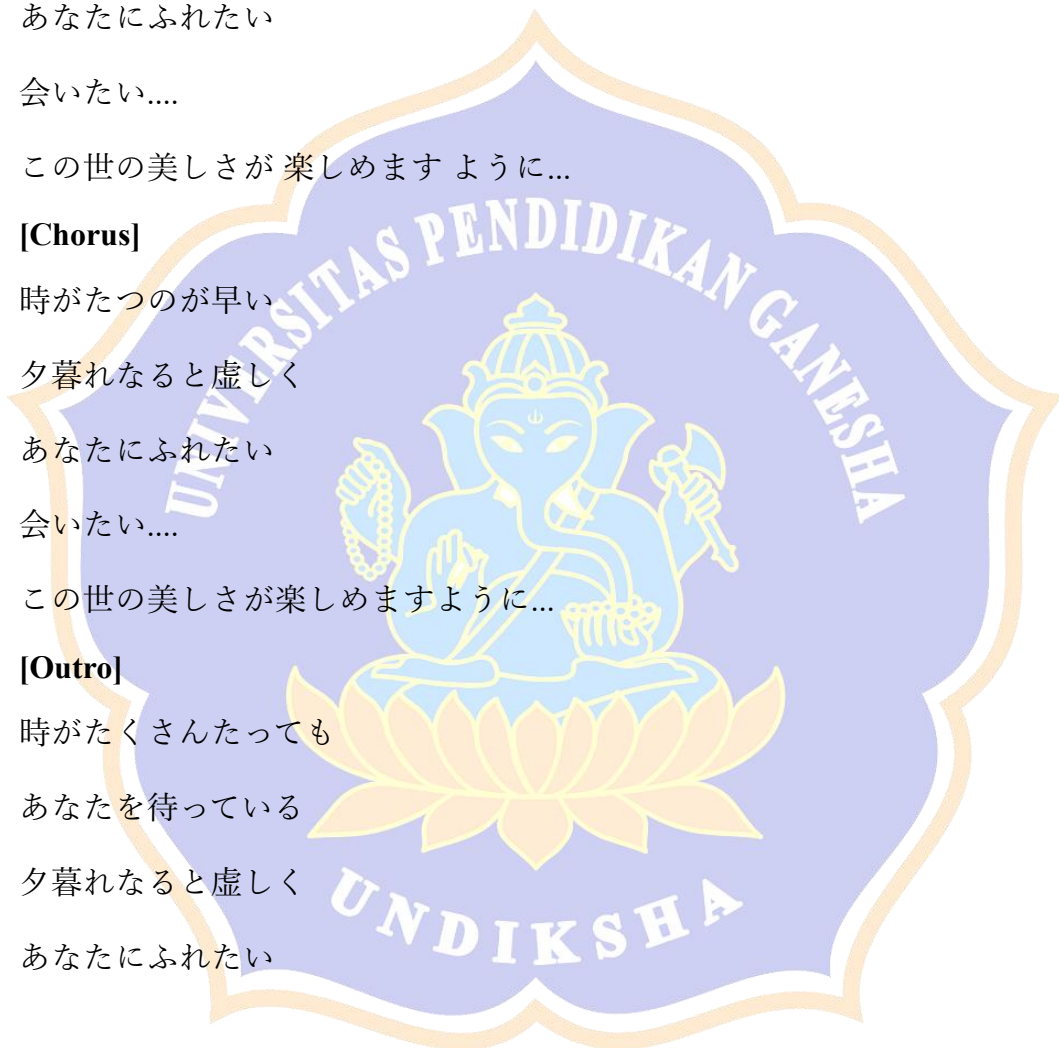 あなたにふれたい
会いたい....
この世の美しさが 楽しめます ように...
[Chorus]
時がたつのが早い
夕暮れなると虚しく
あなたにふれたい
会いたい....
この世の美しさが楽しめますように...
[Outro]
時がたくさんたっても
あなたを待っている
夕暮れなると虚しく
あなたにふれたい
UNIVERSITAS PENDIDIKAN GANESHA
UNDIKSHA